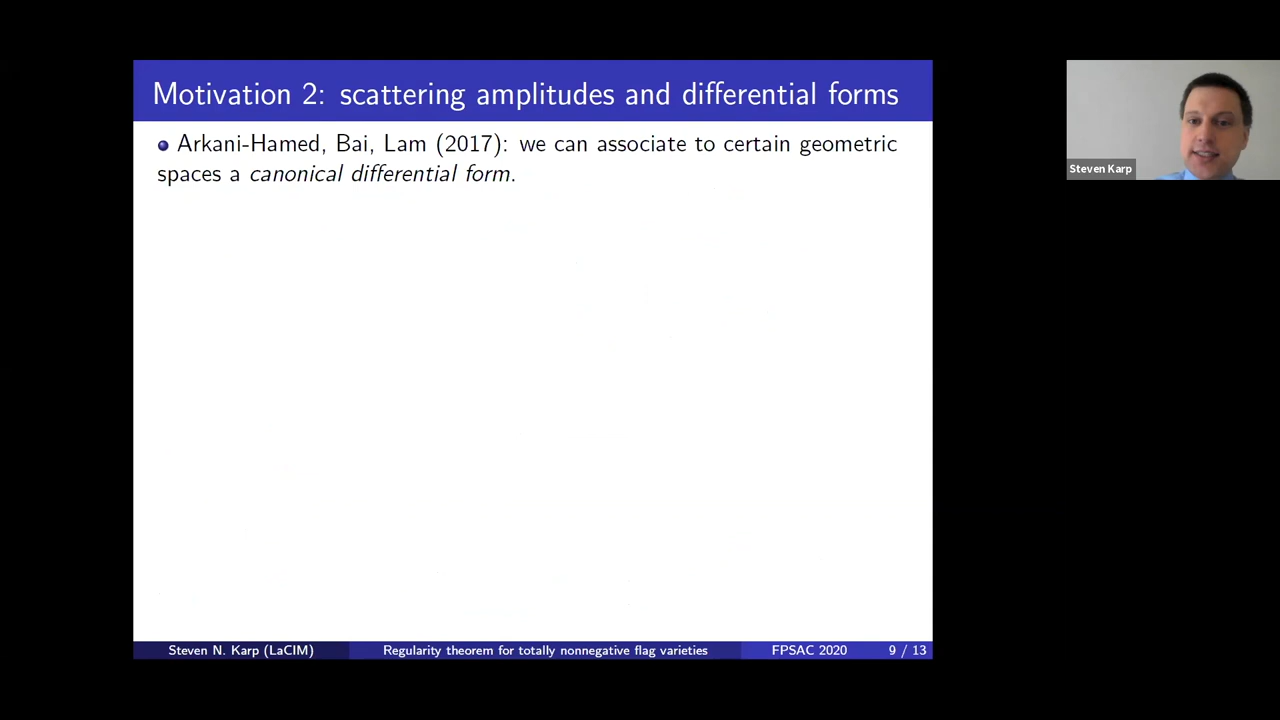 Motivation 2: scattering amplitudes and differential forms
Arkani-Hamed, Bai, Lam (2017): we can associate to certain geometric
spaces a canonical differential form.
Steven Karp
Steven N. Karp (LaCIM) Regularity theorem for totally nonnegative flag varieties FPSAC 2020 9 / 13